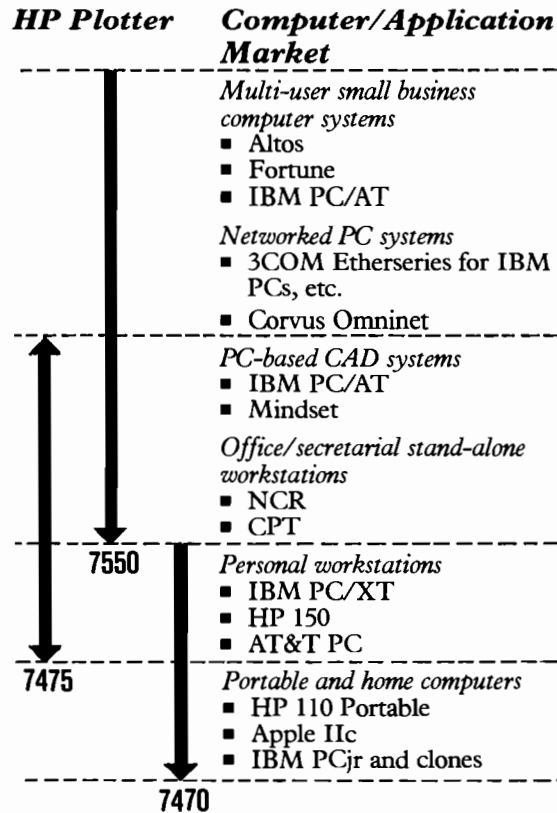 HP Plotter Computer/Application
Market
Multi-user small business
computer systems
■ Altos
■ Fortune
■ IBM PC/AT
Networked PC systems
■ 3COM Etherseries for IBM
PCs, etc.
■ Corvus Omninet
PC-based CAD systems
■ IBM PC/AT
■ Mindset
Office/secretarial stand-alone
workstations
■ NCR
■ CPT
7550
Personal workstations
■ IBM PC/XT
■ HP 150
■ AT&T PC
7475
Portable and home computers
■ HP 110 Portable
■ Apple IIc
■ IBM PCjr and clones
7470